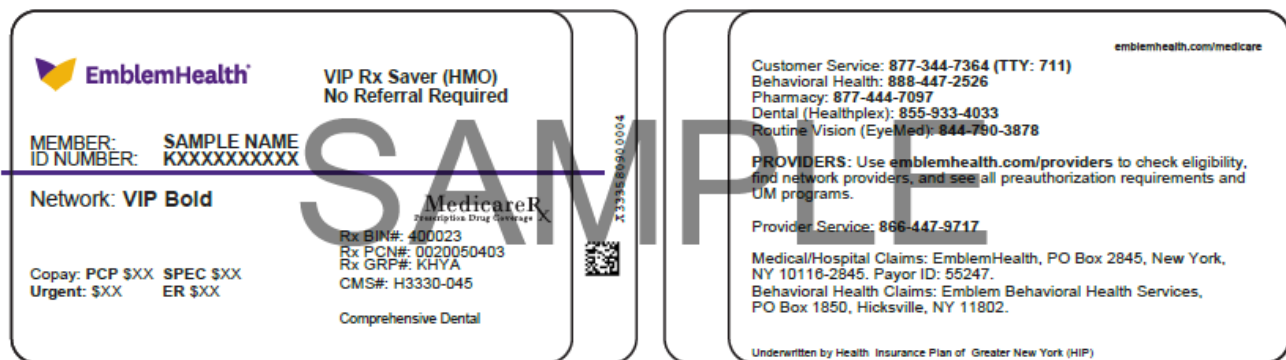 EmblemHealth
VIP Rx Saver (HMO)
No Referral Required
MEMBER: SAMPLE NAME
ID NUMBER: KXXXXXXXXXX
Network: VIP Bold
MedicareRx
Prescription Drug Coverage
Rx BIN#: 400023
Rx PCN#: 0020050403
Rx GRP#: KHYA
CMS#: H3330-045
Copay: PCP $XX SPEC $XX
Urgent: $XX ER $XX
Comprehensive Dental
X333580900004
SAMPLE
emblemhealth.com/medicare
Customer Service: 877-344-7364 (TTY: 711)
Behavioral Health: 888-447-2526
Pharmacy: 877-444-7097
Dental (Healthplex): 855-933-4033
Routine Vision (EyeMed): 844-790-3878
PROVIDERS: Use emblemhealth.com/providers to check eligibility,
find network providers, and see all preauthorization requirements and
UM programs.
Provider Service: 866-447-9717
Medical/Hospital Claims: EmblemHealth, PO Box 2845, New York,
NY 10116-2845. Payor ID: 55247.
Behavioral Health Claims: Emblem Behavioral Health Services,
PO Box 1850, Hicksville, NY 11802.
Underwritten by Health Insurance Plan of Greater New York (HIP)